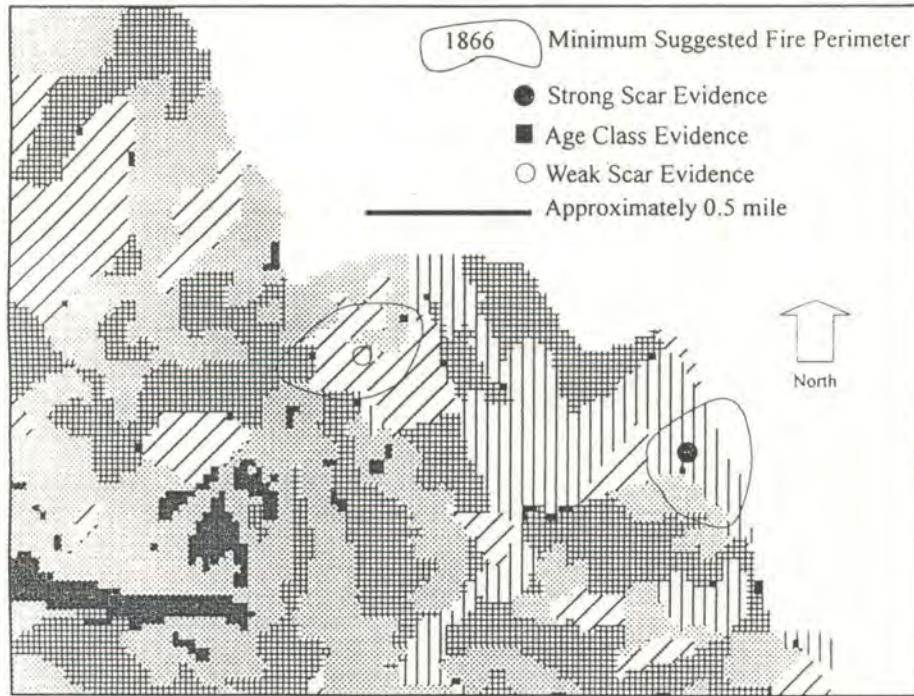 1866 Minimum Suggested Fire Perimeter
Strong Scar Evidence
Age Class Evidence
Weak Scar Evidence
Approximately 0.5 mile
North